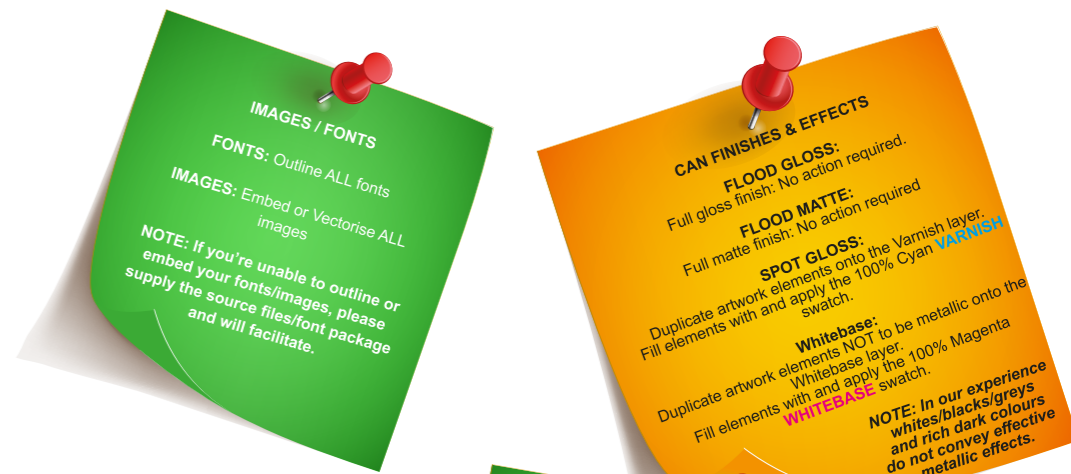 IMAGES / FONTS
FONTS: Outline ALL fonts
IMAGES: Embed or Vectorise ALL
images
NOTE: If you're unable to outline or
embed your fonts/images, please
supply the source files/font package
and will facilitate.
CAN FINISHES & EFFECTS
FLOOD GLOSS:
Full gloss finish: No action required.
FLOOD MATTE:
Full matte finish: No action required
SPOT GLOSS:
Duplicate artwork elements onto the Varnish layer.
Fill elements with and apply the 100% Cyan VARNISH
swatch.
Whitebase:
Duplicate artwork elements NOT to be metallic onto the
Whitebase layer.
Fill elements with and apply the 100% Magenta
WHITEBASE swatch.
NOTE: In our experience
whites/blacks/greys
and rich dark colours
do not convey effective
metallic effects.